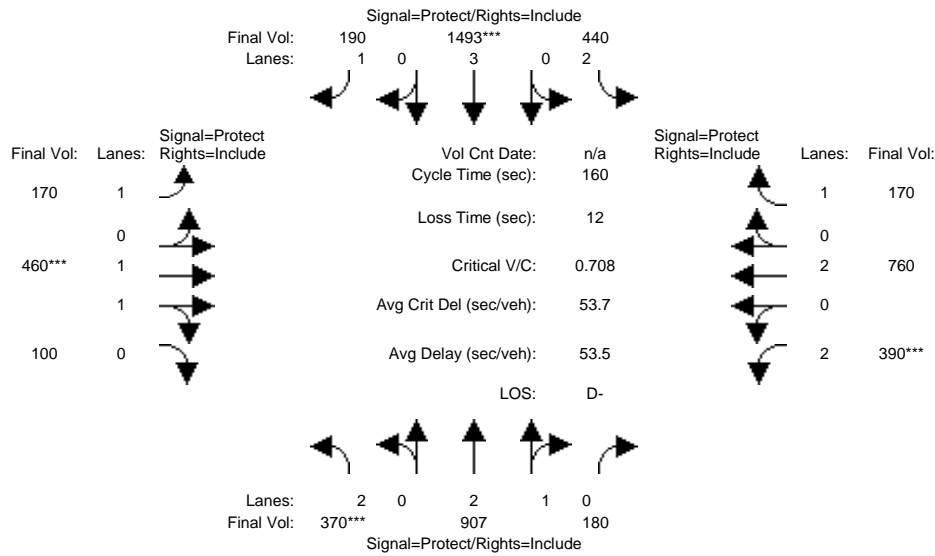 Signal=Protect/Rights=Include
Final Vol: 190 1493*** 440
Lanes: 1 0 3 0 2
Signal=Protect
Final Vol: Lanes: Rights=Include
Vol Cnt Date: n/a
Signal=Protect
Rights=Include Lanes: Final Vol:
Cycle Time (sec): 160
170 1
1 170
Loss Time (sec): 12
0
0
460*** 1
Critical V/C: 0.708
2 760
1
Avg Crit Del (sec/veh): 53.7
0
100 0
Avg Delay (sec/veh): 53.5
2 390***
LOS: D-
Lanes: 2 0 2 1 0
Final Vol: 370*** 907 180
Signal=Protect/Rights=Include